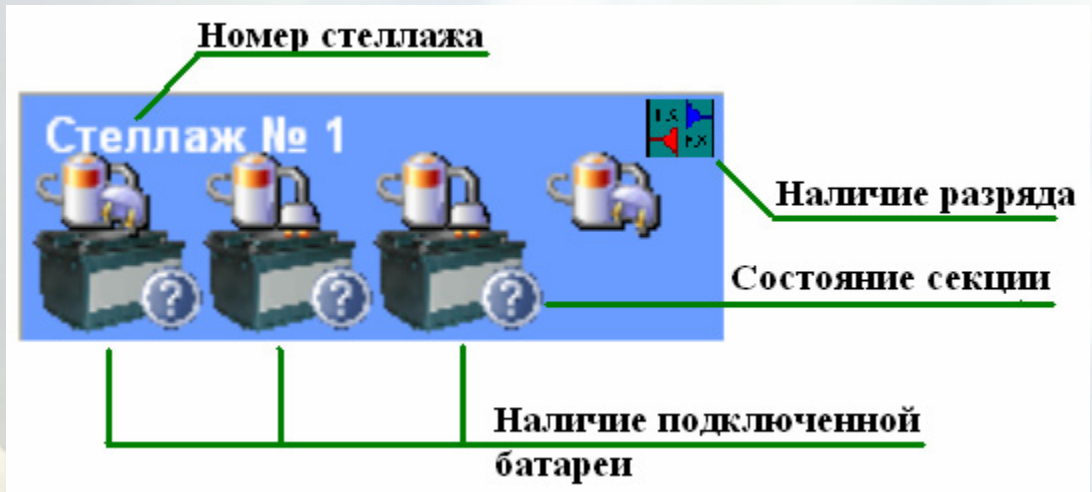 Номер стеллажа
Стеллаж № 1
Наличие разряда
Состояние секции
Наличие подключенной
батареи